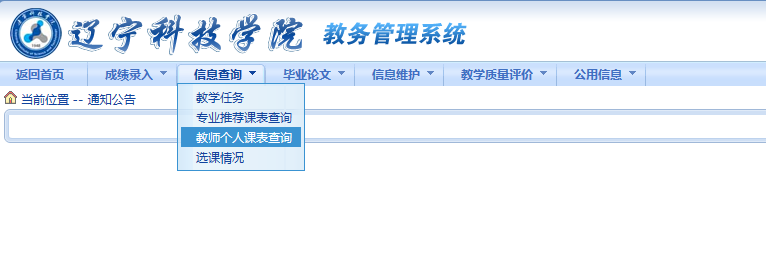 辽宁科技学院 教务管理系统
返回首页 成绩录入 信息查询 毕业论文 信息维护 教学质量评价 公用信息
当前位置 -- 通知公告
教学任务
专业推荐课表查询
教师个人课表查询
选课情况